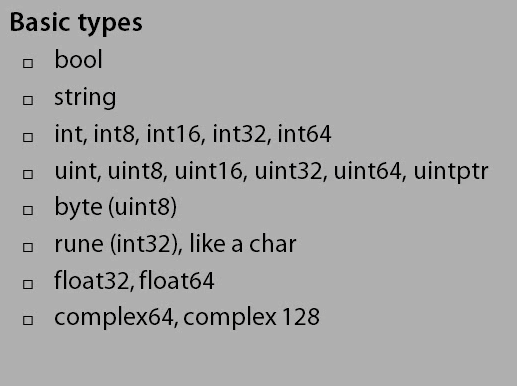 Basic types
bool
string
int, int8, int16, int32, int64
uint, uint8, uint16, uint32, uint64, uintptr
byte (uint8)
rune (int32), like a char
float32, float64
complex64, complex 128